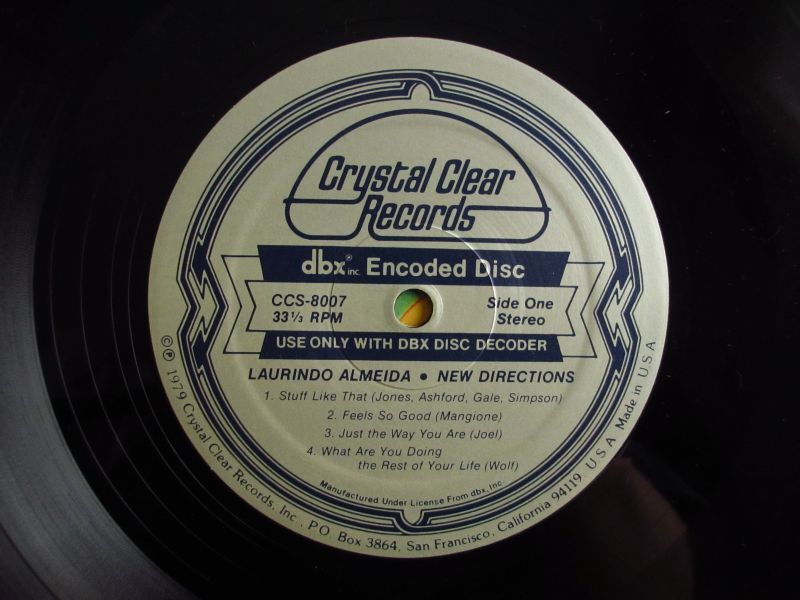 Crystal Clear
Records
dbx® inc. Encoded Disc
CCS-8007
33 1/3 RPM
Side One
Stereo
USE ONLY WITH DBX DISC DECODER
LAURINDO ALMEIDA • NEW DIRECTIONS
1. Stuff Like That (Jones, Ashford, Gale, Simpson)
2. Feels So Good (Mangione)
3. Just the Way You Are (Joel)
4. What Are You Doing
the Rest of Your Life (Wolf)
Manufactured Under License From dbx, Inc.
©℗ 1979 Crystal Clear Records, Inc., P.O. Box 3864, San Francisco, California 94119 U.S.A. Made in U.S.A.